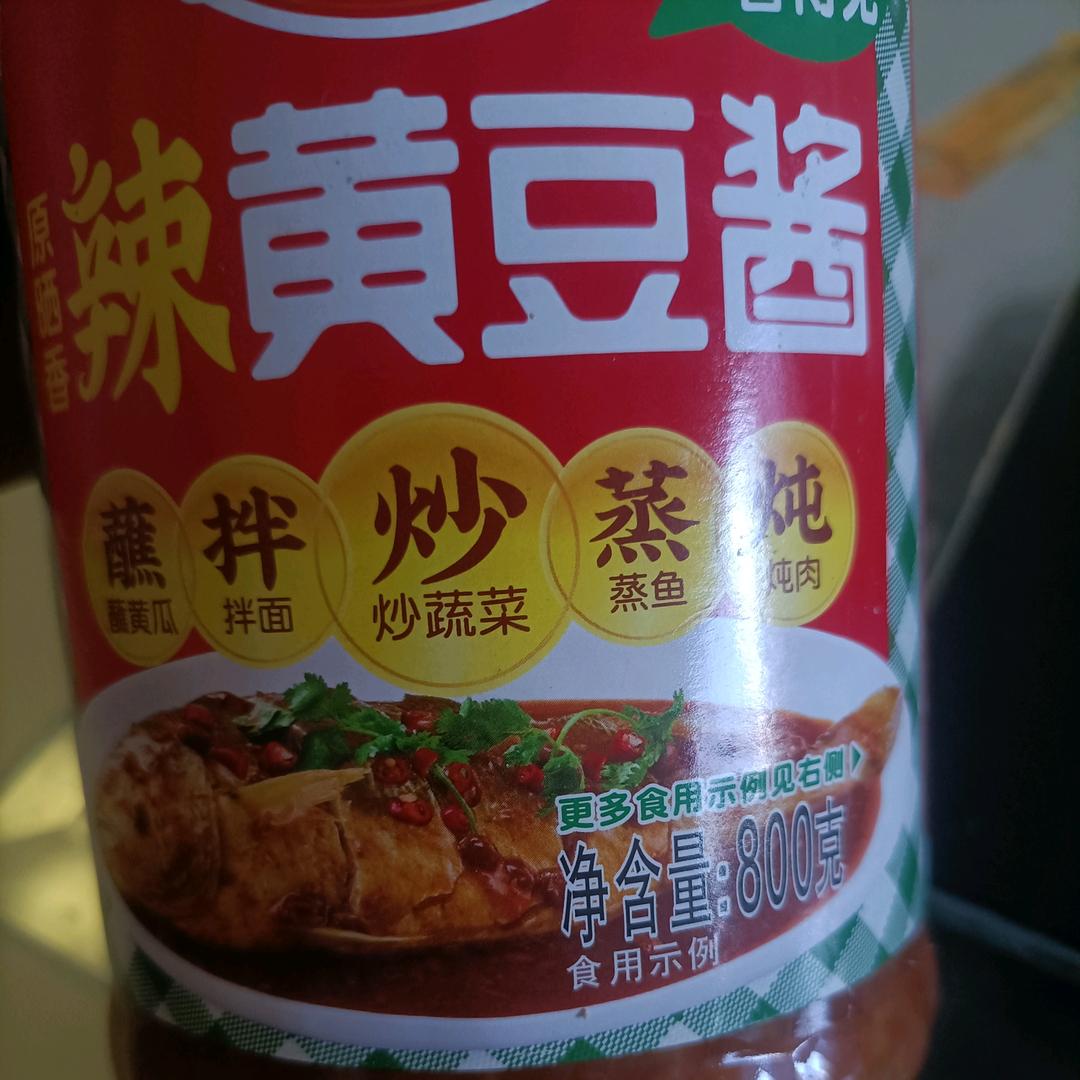 原晒香
辣黄豆酱
蘸 拌 炒 蒸 炖
蘸黄瓜 拌面 炒蔬菜 蒸鱼 炖肉
更多食用示例见右侧
净含量:800克
食用示例